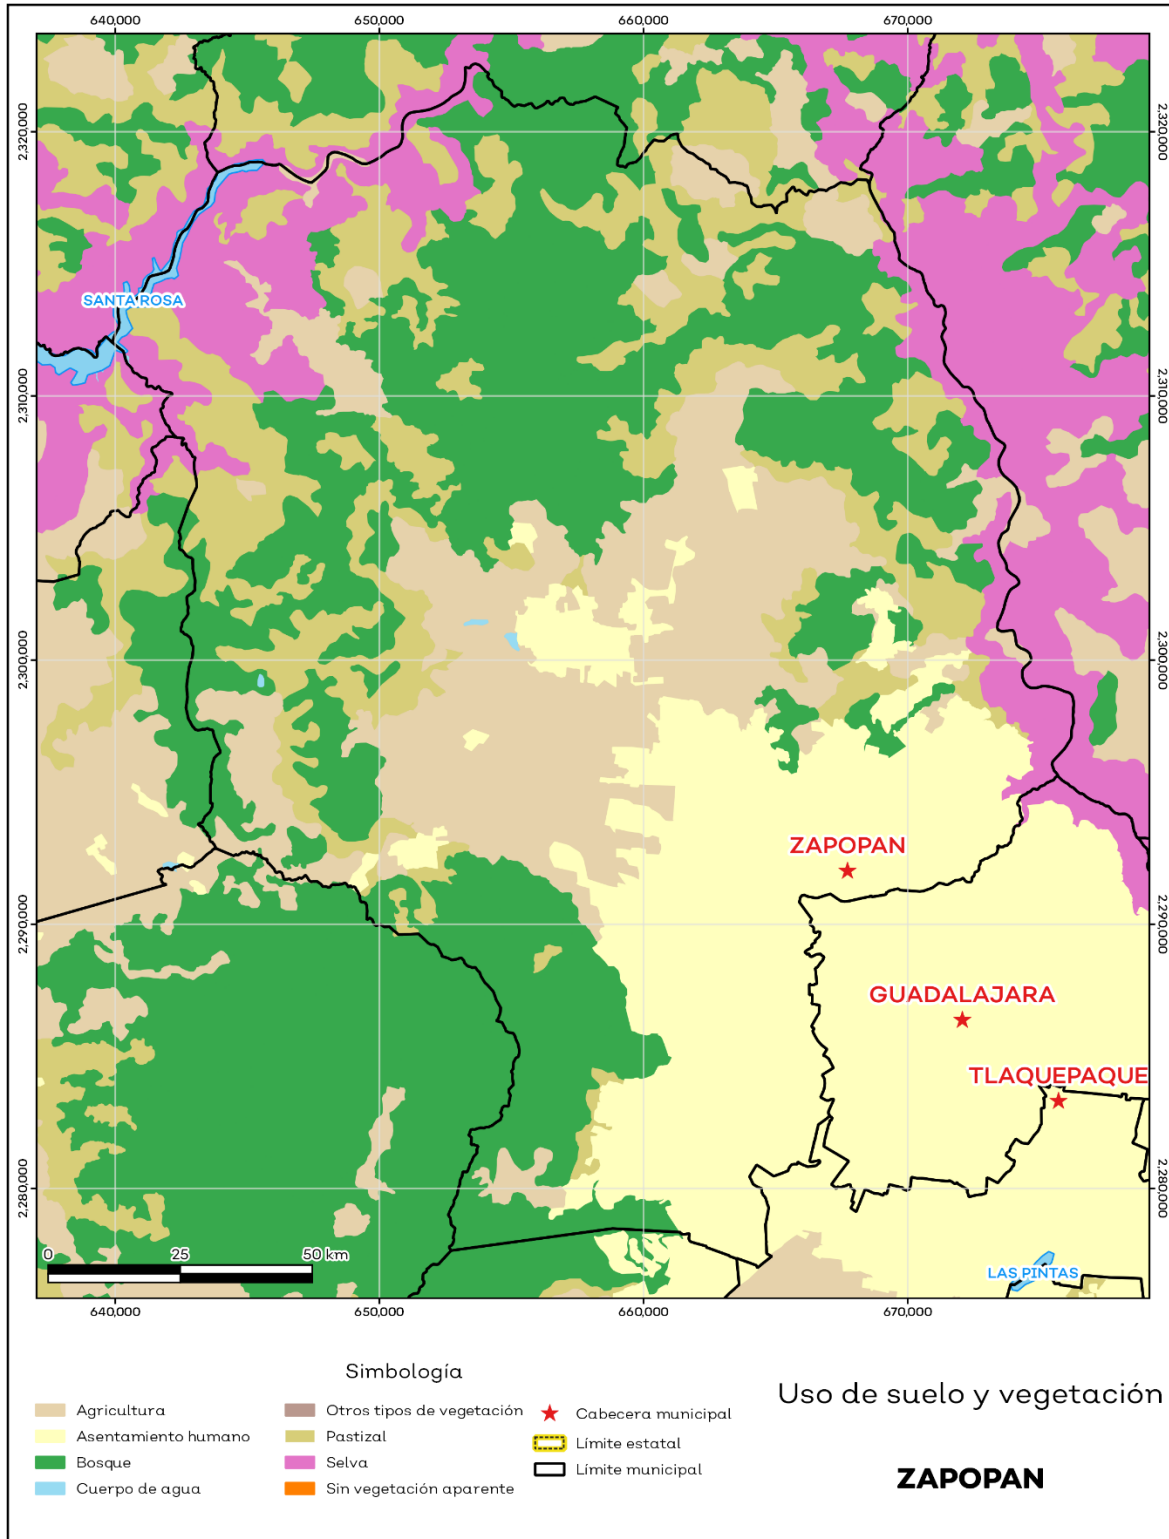 640,000 650,000 660,000 670,000
2,320,000 2,320,000
SANTA ROSA
2,310,000 2,310,000
2,300,000 2,300,000
ZAPOPAN
2,290,000 2,290,000
GUADALAJARA
TLAQUEPAQUE
2,280,000 2,280,000
0 25 50 km
LAS PINTAS
640,000 650,000 660,000 670,000
Simbología
Agricultura
Asentamiento humano
Bosque
Cuerpo de agua
Otros tipos de vegetación
Pastizal
Selva
Sin vegetación aparente
Cabecera municipal
Límite estatal
Límite municipal
Uso de suelo y vegetación
ZAPOPAN